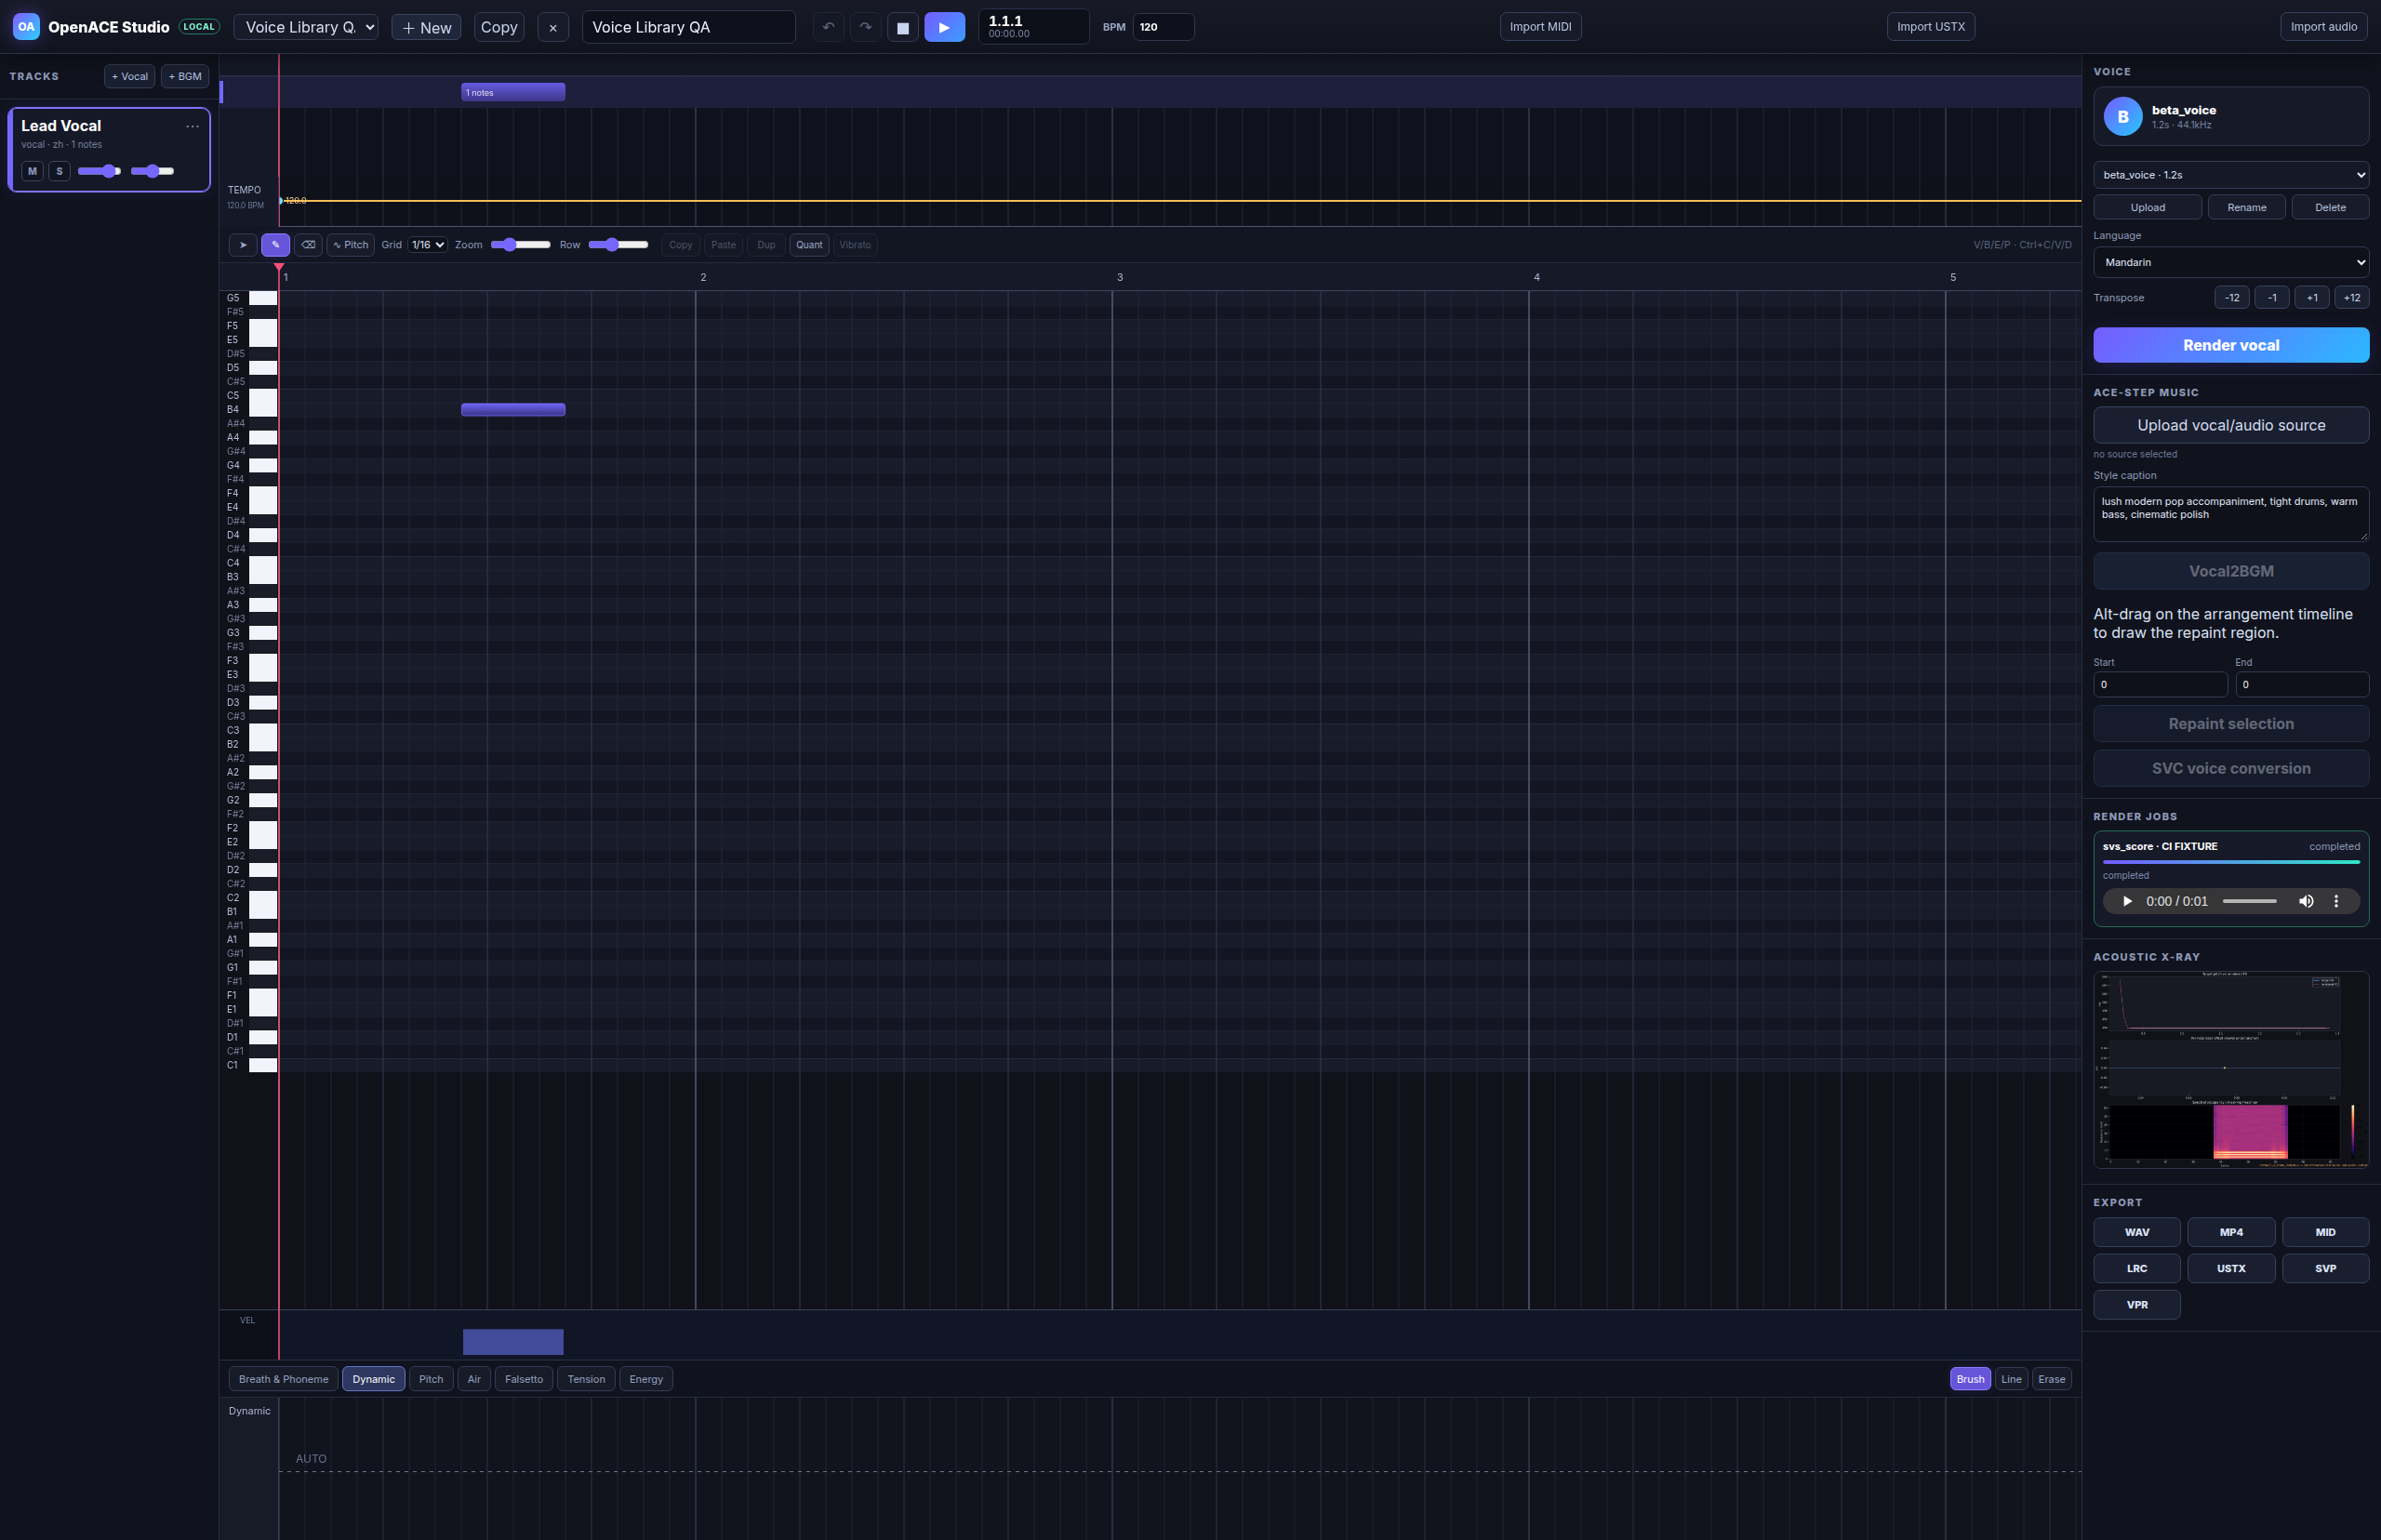 OA OpenACE Studio LOCAL Voice Library Q. + New Copy × Voice Library QA 1.1.1 BPM 120 Import MIDI Import USTX Import audio
00:00.00
TRACKS + Vocal + BGM
Lead Vocal ...
vocal · zh · 1 notes
M S
1 notes
TEMPO
120.0 BPM
120.0
Pitch Grid 1/16 Zoom Row Copy Paste Dup Quant Vibrato V/B/E/P · Ctrl+C/V/D
1 2 3 4 5
G5
F#5
F5
E5
D#5
D5
C#5
C5
B4
A#4
A4
G#4
G4
F#4
F4
E4
D#4
D4
C#4
C4
B3
A#3
A3
G#3
G3
F#3
F3
E3
D#3
D3
C#3
C3
B2
A#2
A2
G#2
G2
F#2
F2
E2
D#2
D2
C#2
C2
B1
A#1
A1
G#1
G1
F#1
F1
E1
D#1
D1
C#1
C1
VEL
Breath & Phoneme Dynamic Pitch Air Falsetto Tension Energy Brush Line Erase
Dynamic
AUTO
VOICE
B beta_voice
1.2s · 44.1kHz
beta_voice · 1.2s
Upload Rename Delete
Language
Mandarin
Transpose -12 -1 +1 +12
Render vocal
ACE-STEP MUSIC
Upload vocal/audio source
no source selected
Style caption
lush modern pop accompaniment, tight drums, warm
bass, cinematic polish
Vocal2BGM
Alt-drag on the arrangement timeline
to draw the repaint region.
Start End
0 0
Repaint selection
SVC voice conversion
RENDER JOBS
svs_score · CI FIXTURE completed
completed
0:00 / 0:01
ACOUSTIC X-RAY
EXPORT
WAV MP4 MID
LRC USTX SVP
VPR